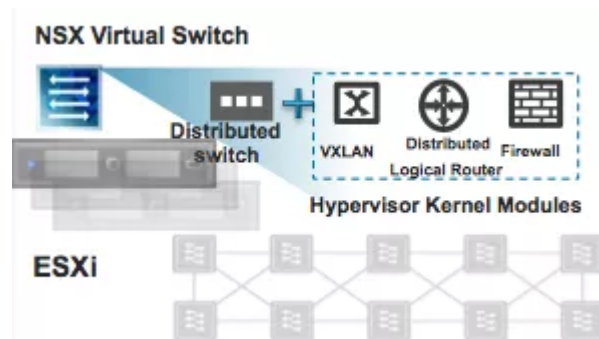 NSX Virtual Switch
Distributed
switch
VXLAN
Distributed
Logical Router
Firewall
Hypervisor Kernel Modules
ESXi